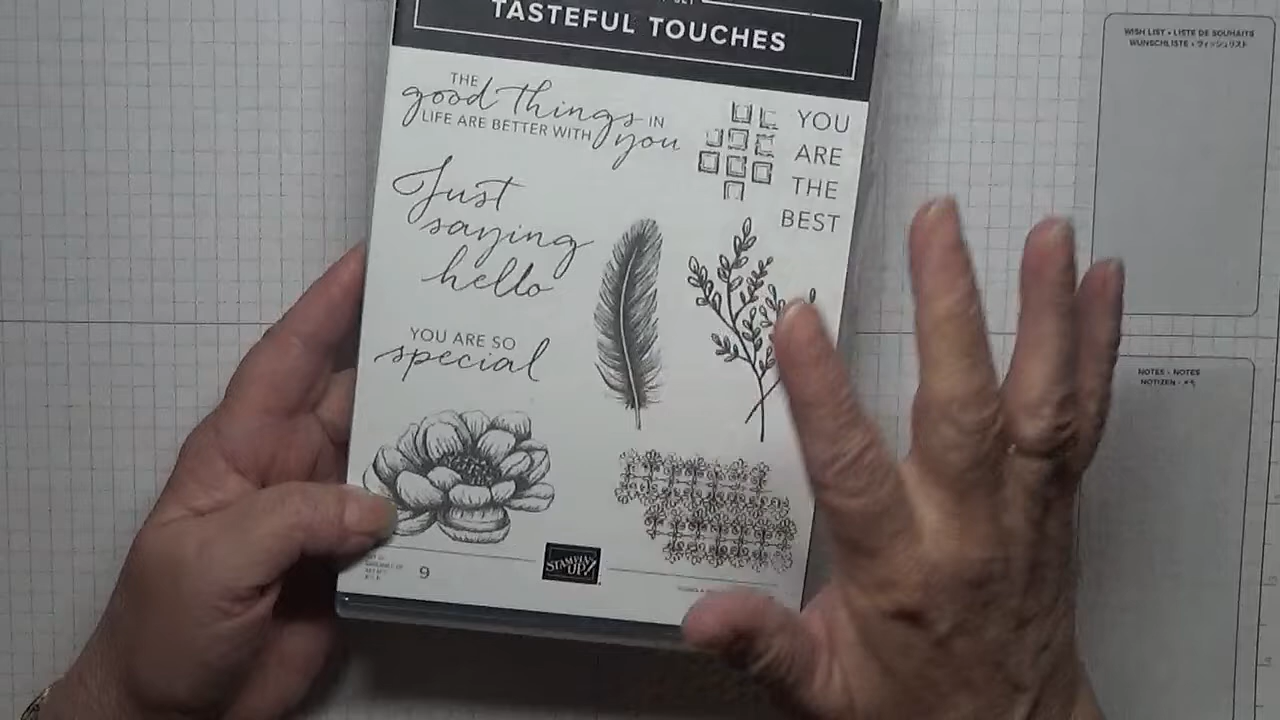 TASTEFUL TOUCHES
THE
good things IN
LIFE ARE BETTER WITH you
YOU
ARE
THE
BEST
Just
saying
hello
YOU ARE SO
special
9
STAMPIN' UP!
WISH LIST • LISTE DE SOUHAITS
WUNSCHLISTE • ウィッシュリスト
NOTES • NOTES
NOTIZEN • メモ